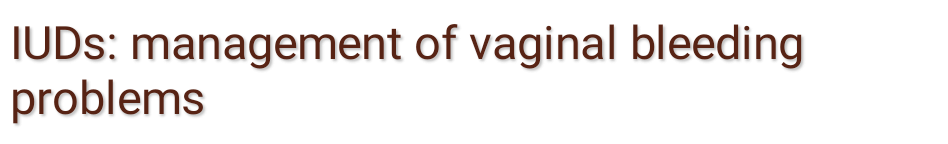 IUDs: management of vaginal bleeding
problems